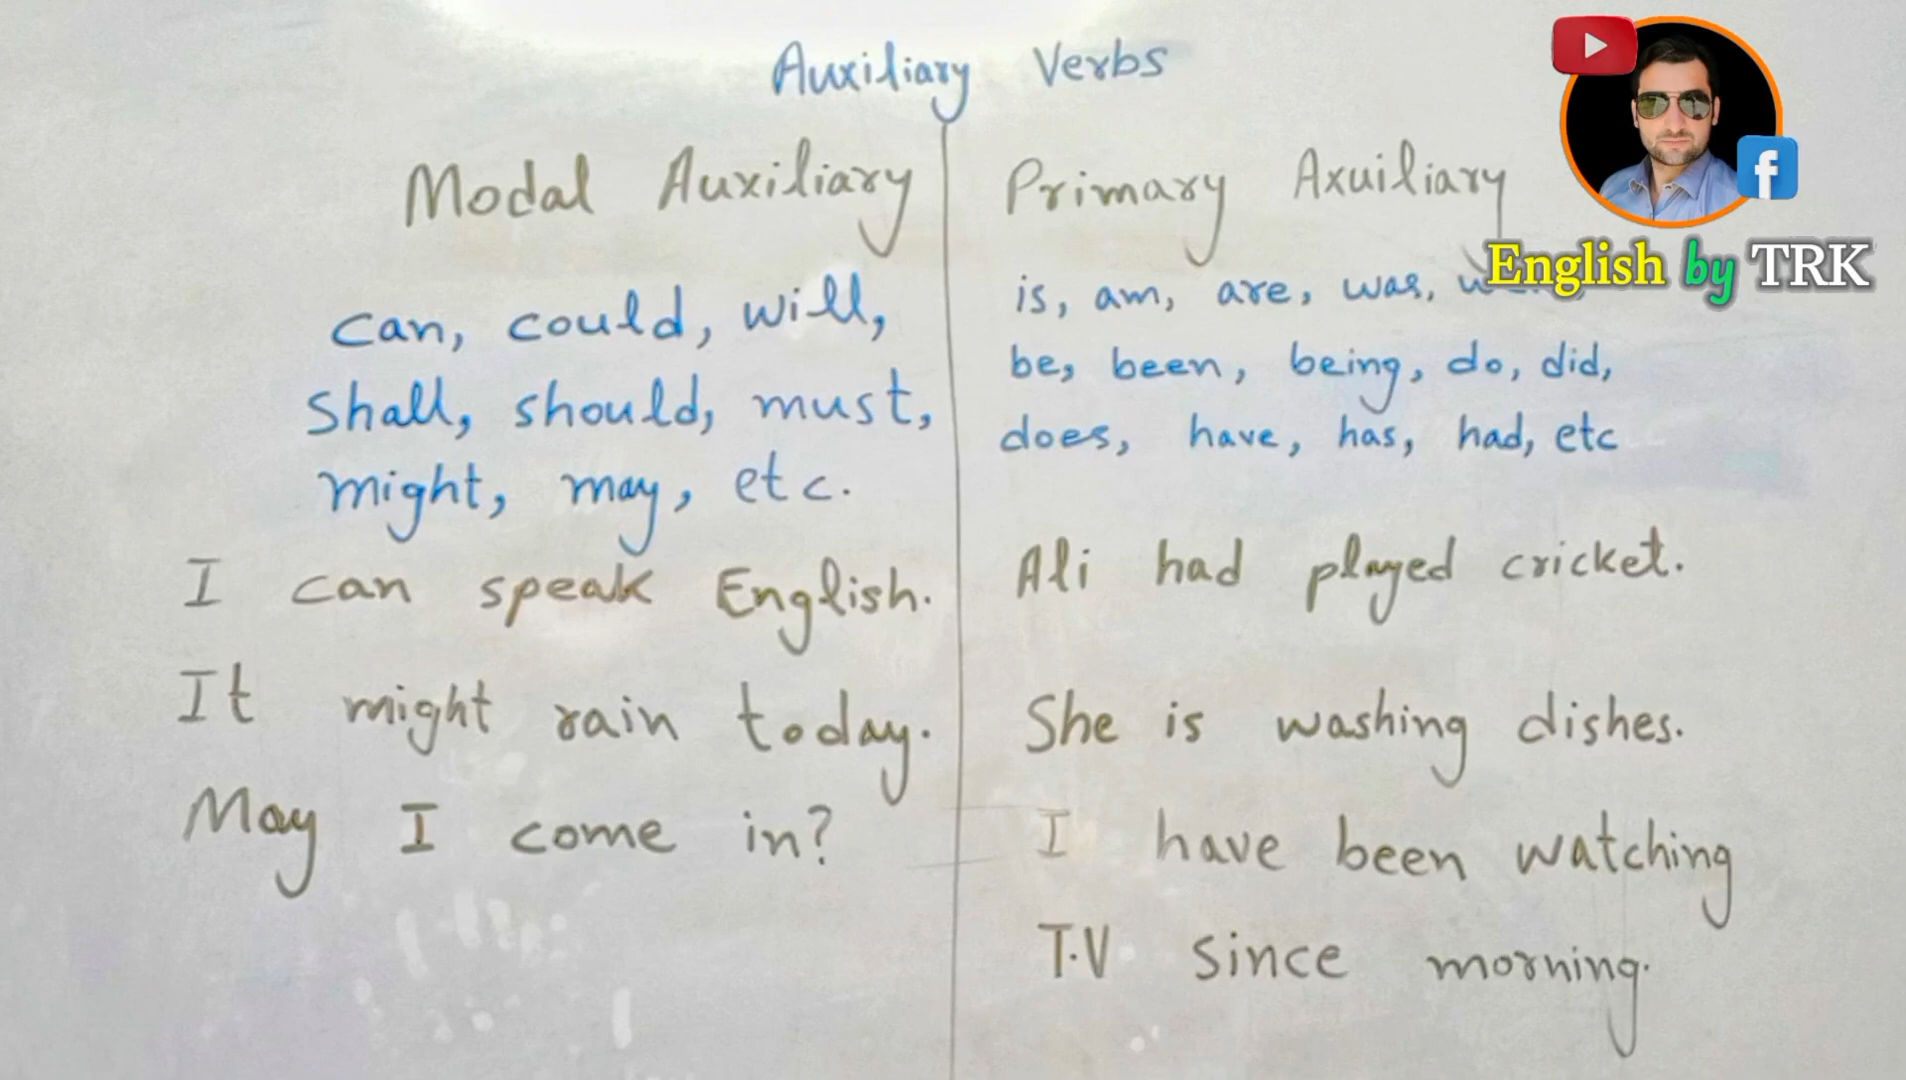 Auxiliary Verbs
Modal Auxiliary
can, could, will,
shall, should, must,
might, may, etc.
I can speak English.
It might rain today.
May I come in?
Primary Axuiliary
is, am, are, was,
be, been, being, do, did,
does, have, has, had, etc
Ali had played cricket.
She is washing dishes.
I have been watching
T.V since morning.
English by TRK
f